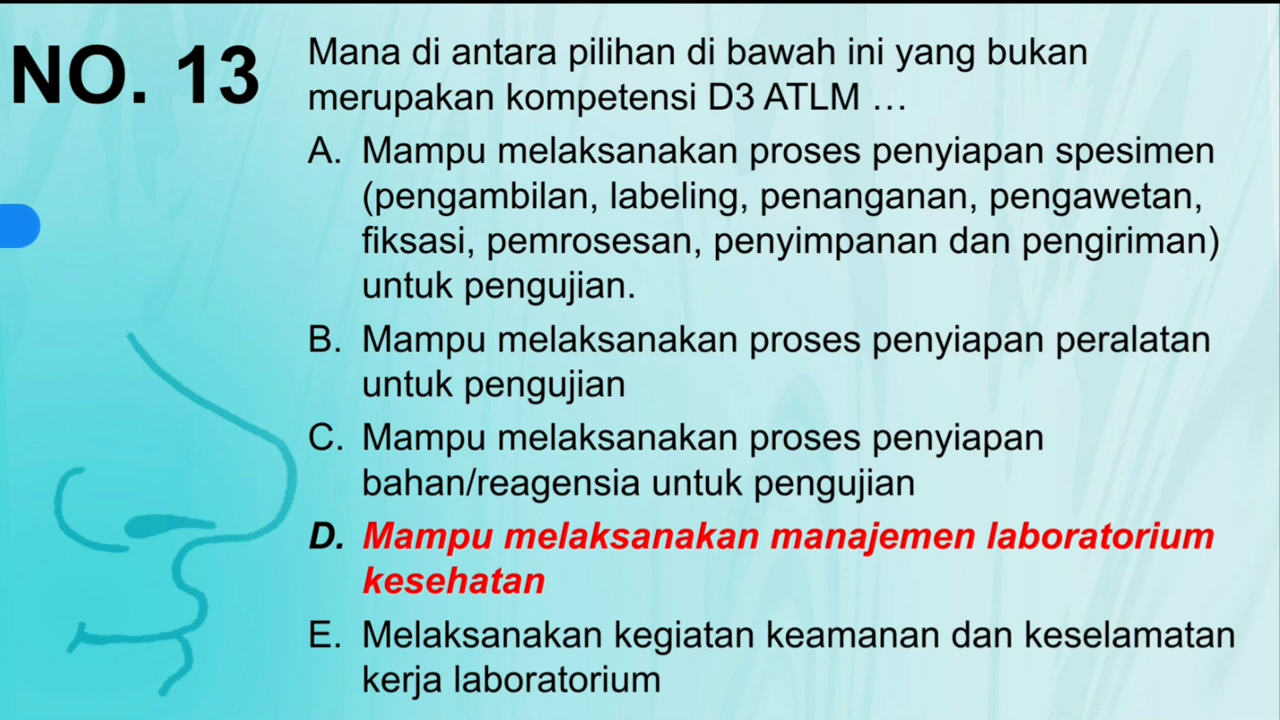 NO. 13
Mana di antara pilihan di bawah ini yang bukan
merupakan kompetensi D3 ATLM …
A. Mampu melaksanakan proses penyiapan spesimen
(pengambilan, labeling, penanganan, pengawetan,
fiksasi, pemrosesan, penyimpanan dan pengiriman)
untuk pengujian.
B. Mampu melaksanakan proses penyiapan peralatan
untuk pengujian
C. Mampu melaksanakan proses penyiapan
bahan/reagensia untuk pengujian
D. Mampu melaksanakan manajemen laboratorium
kesehatan
E. Melaksanakan kegiatan keamanan dan keselamatan
kerja laboratorium